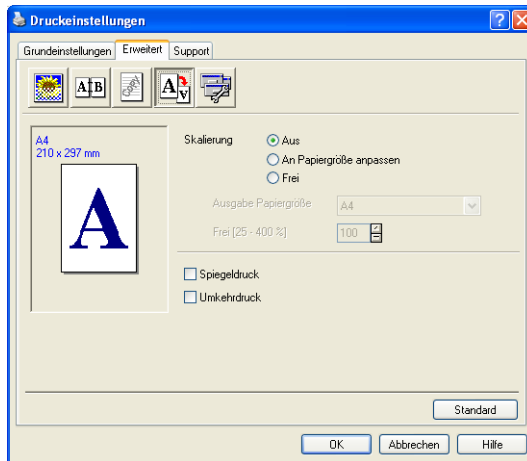 Druckeinstellungen
Grundeinstellungen Erweitert Support
A B
A V
A4
210 x 297 mm
A
Skalierung Aus
An Papiergröße anpassen
Frei
Ausgabe Papiergröße A4
Frei [25 - 400 %] 100
Spiegeldruck
Umkehrdruck
Standard
OK Abbrechen Hilfe